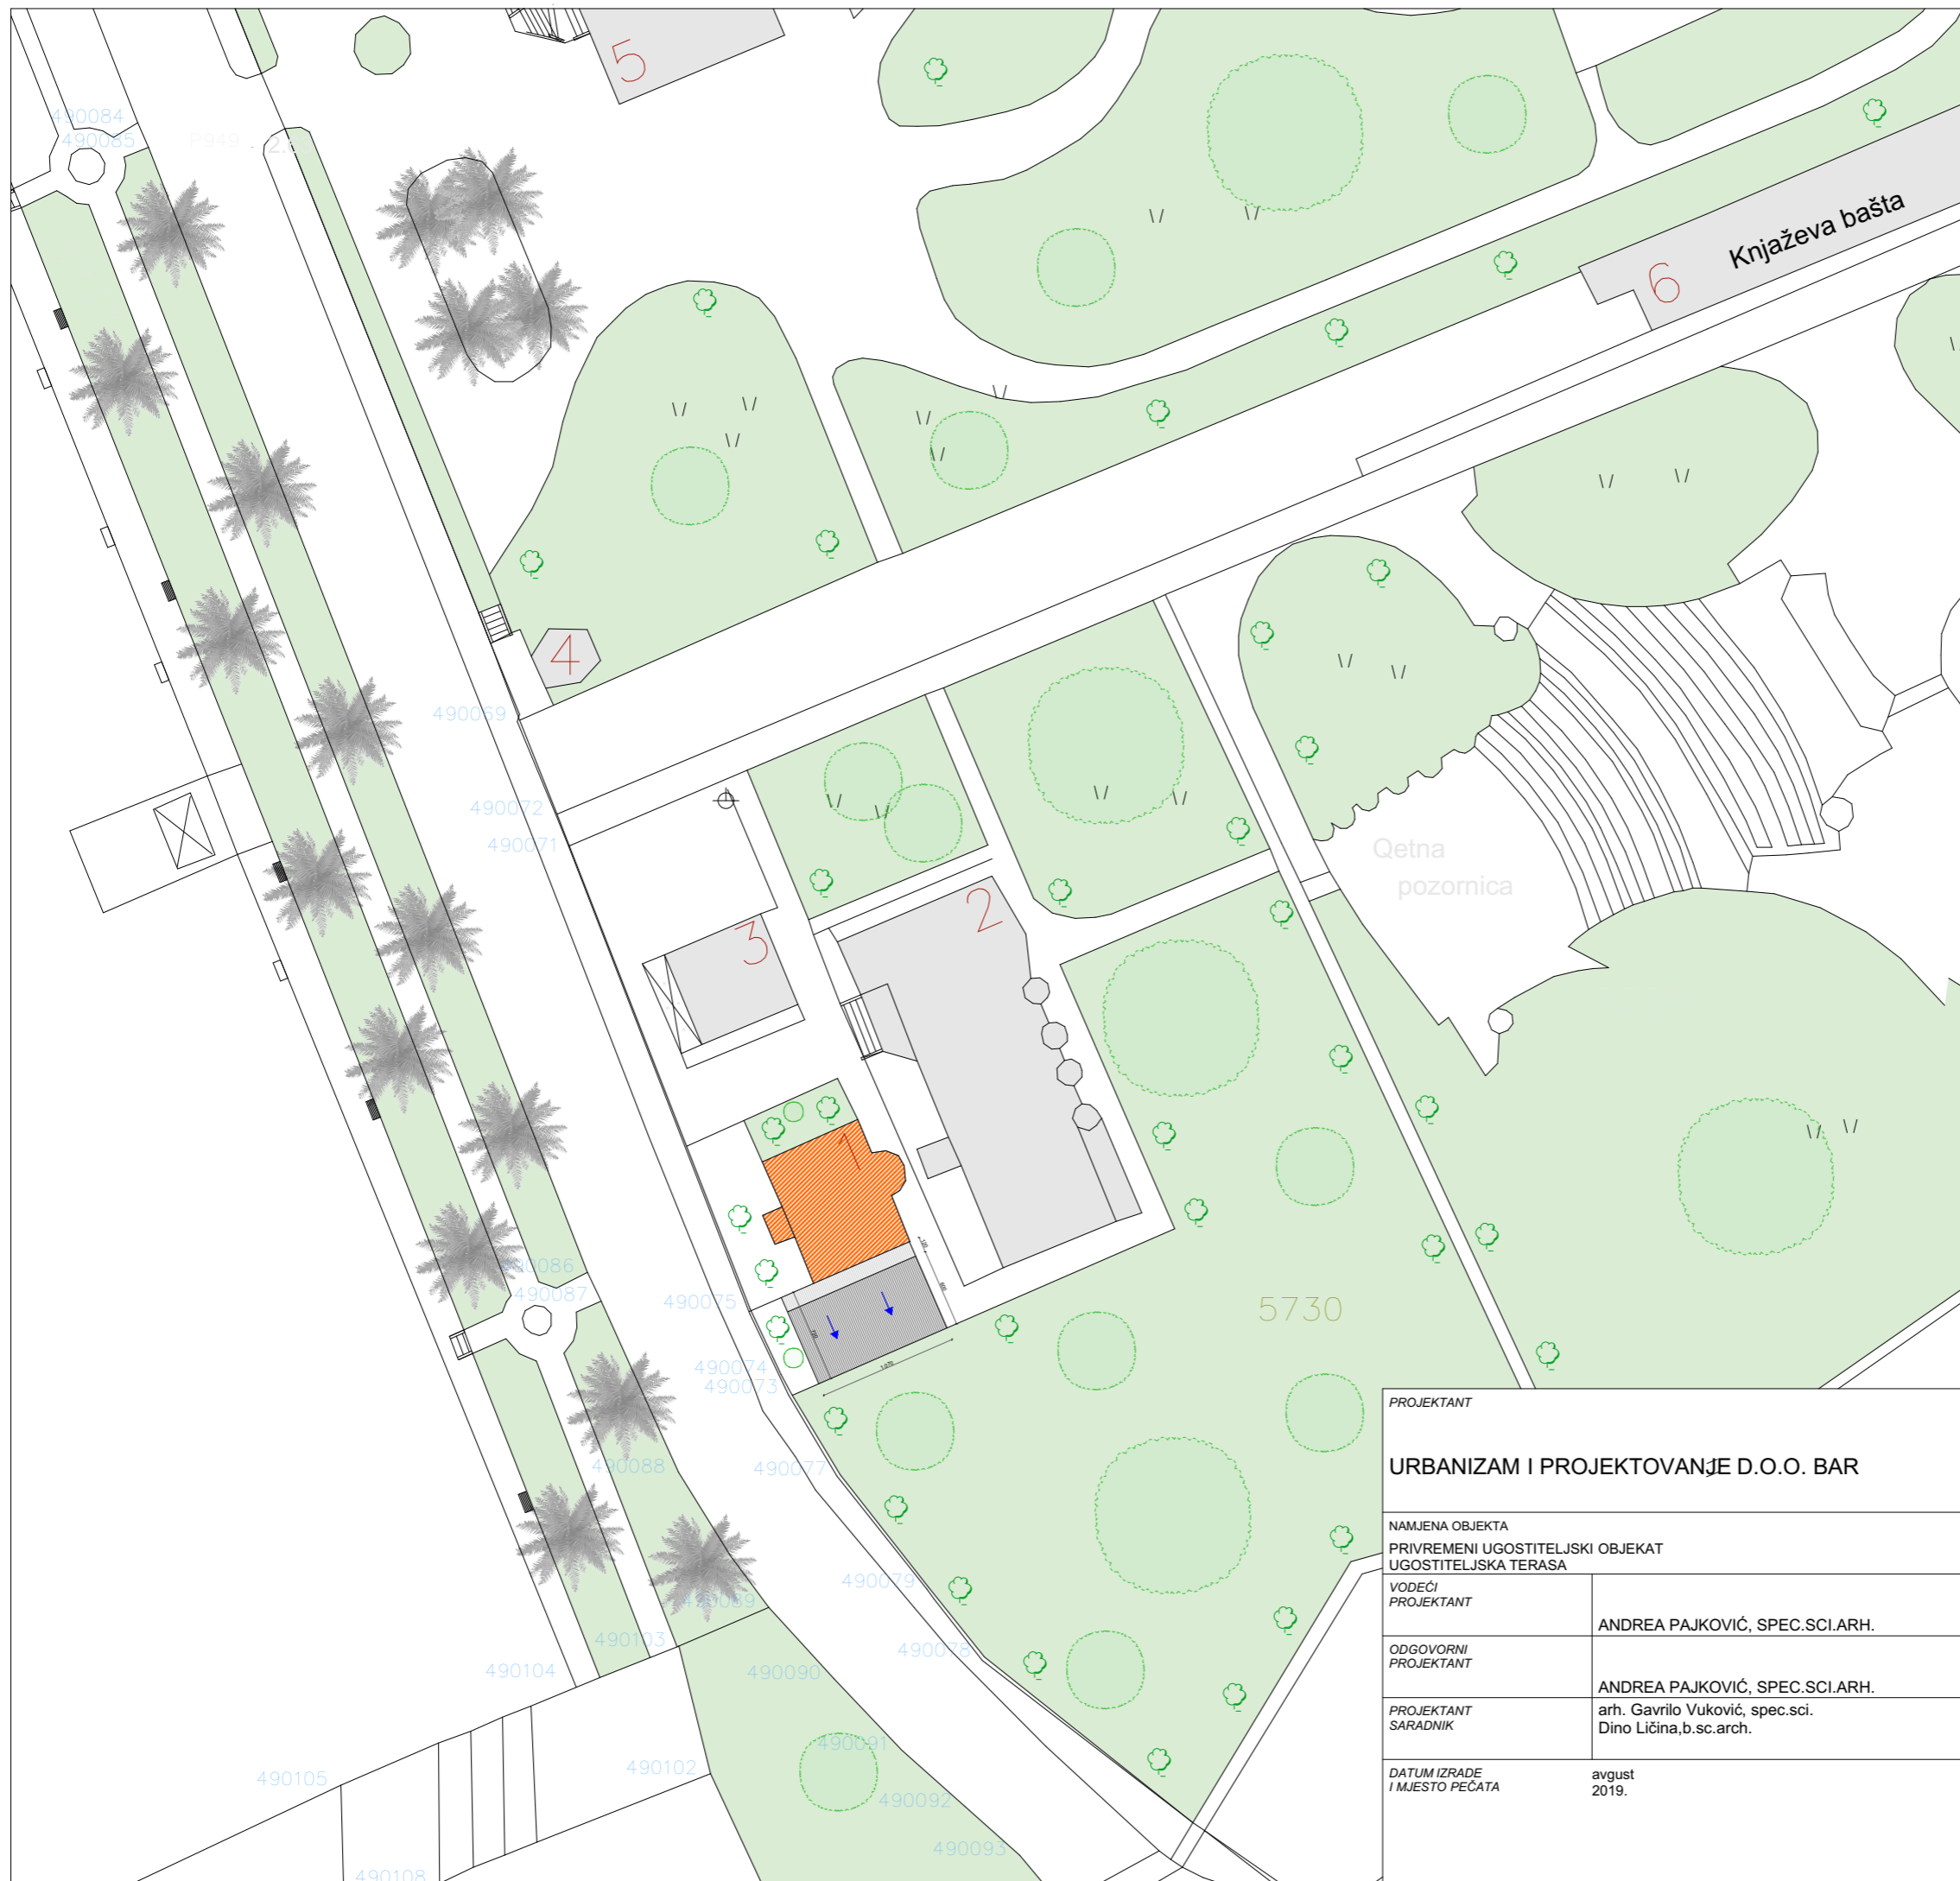 5
490084
490085
P949
2.
Knjaževa bašta
6
4
490069
490072
490071
Qetna
pozornica
2
3
1
490086
490087
490075
5730
490074
490073
490088
490077
490079
490089
490103
490078
490104
490090
490091
490102
490105
490092
490093
490108
PROJEKTANT
URBANIZAM I PROJEKTOVANJE D.O.O. BAR
NAMJENA OBJEKTA
PRIVREMENI UGOSTITELJSKI OBJEKAT
UGOSTITELJSKA TERASA
VODEĆI
PROJEKTANT
ANDREA PAJKOVIĆ, SPEC.SCI.ARH.
ODGOVORNI
PROJEKTANT
ANDREA PAJKOVIĆ, SPEC.SCI.ARH.
PROJEKTANT
SARADNIK
arh. Gavrilo Vuković, spec.sci.
Dino Ličina,b.sc.arch.
DATUM IZRADE
I MJESTO PEČATA
avgust
2019.